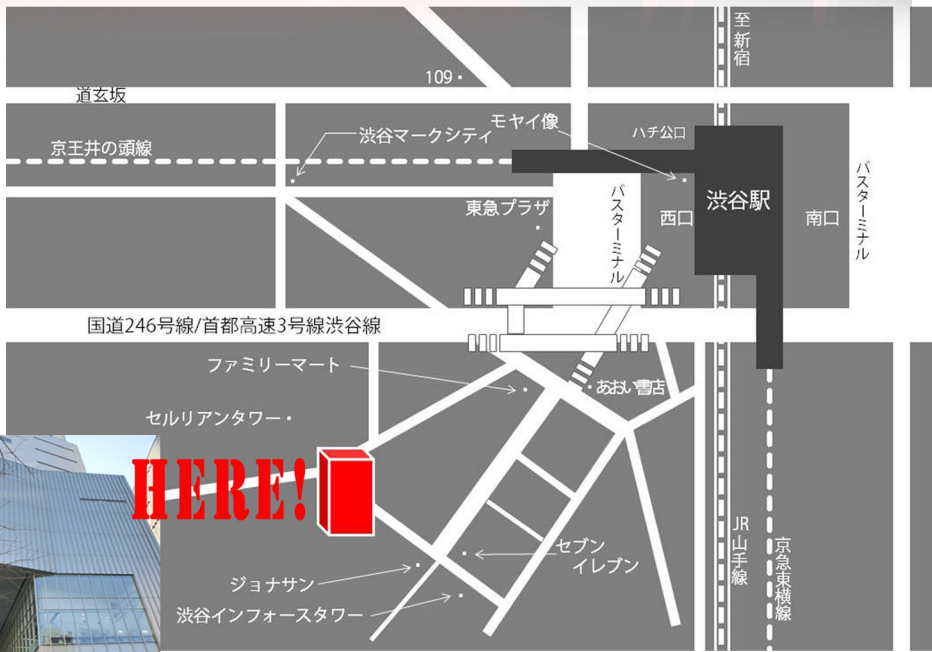 至新宿
109
道玄坂
モヤイ像
渋谷マークシティ
ハチ公口
京王井の頭線
バスターミナル
バスターミナル
渋谷駅
東急プラザ
西口
南口
国道246号線/首都高速3号線渋谷線
ファミリーマート
あおい書店
セルリアンタワー
HERE!
JR山手線
京急東横線
セブン
イレブン
ジョナサン
渋谷インフォースタワー